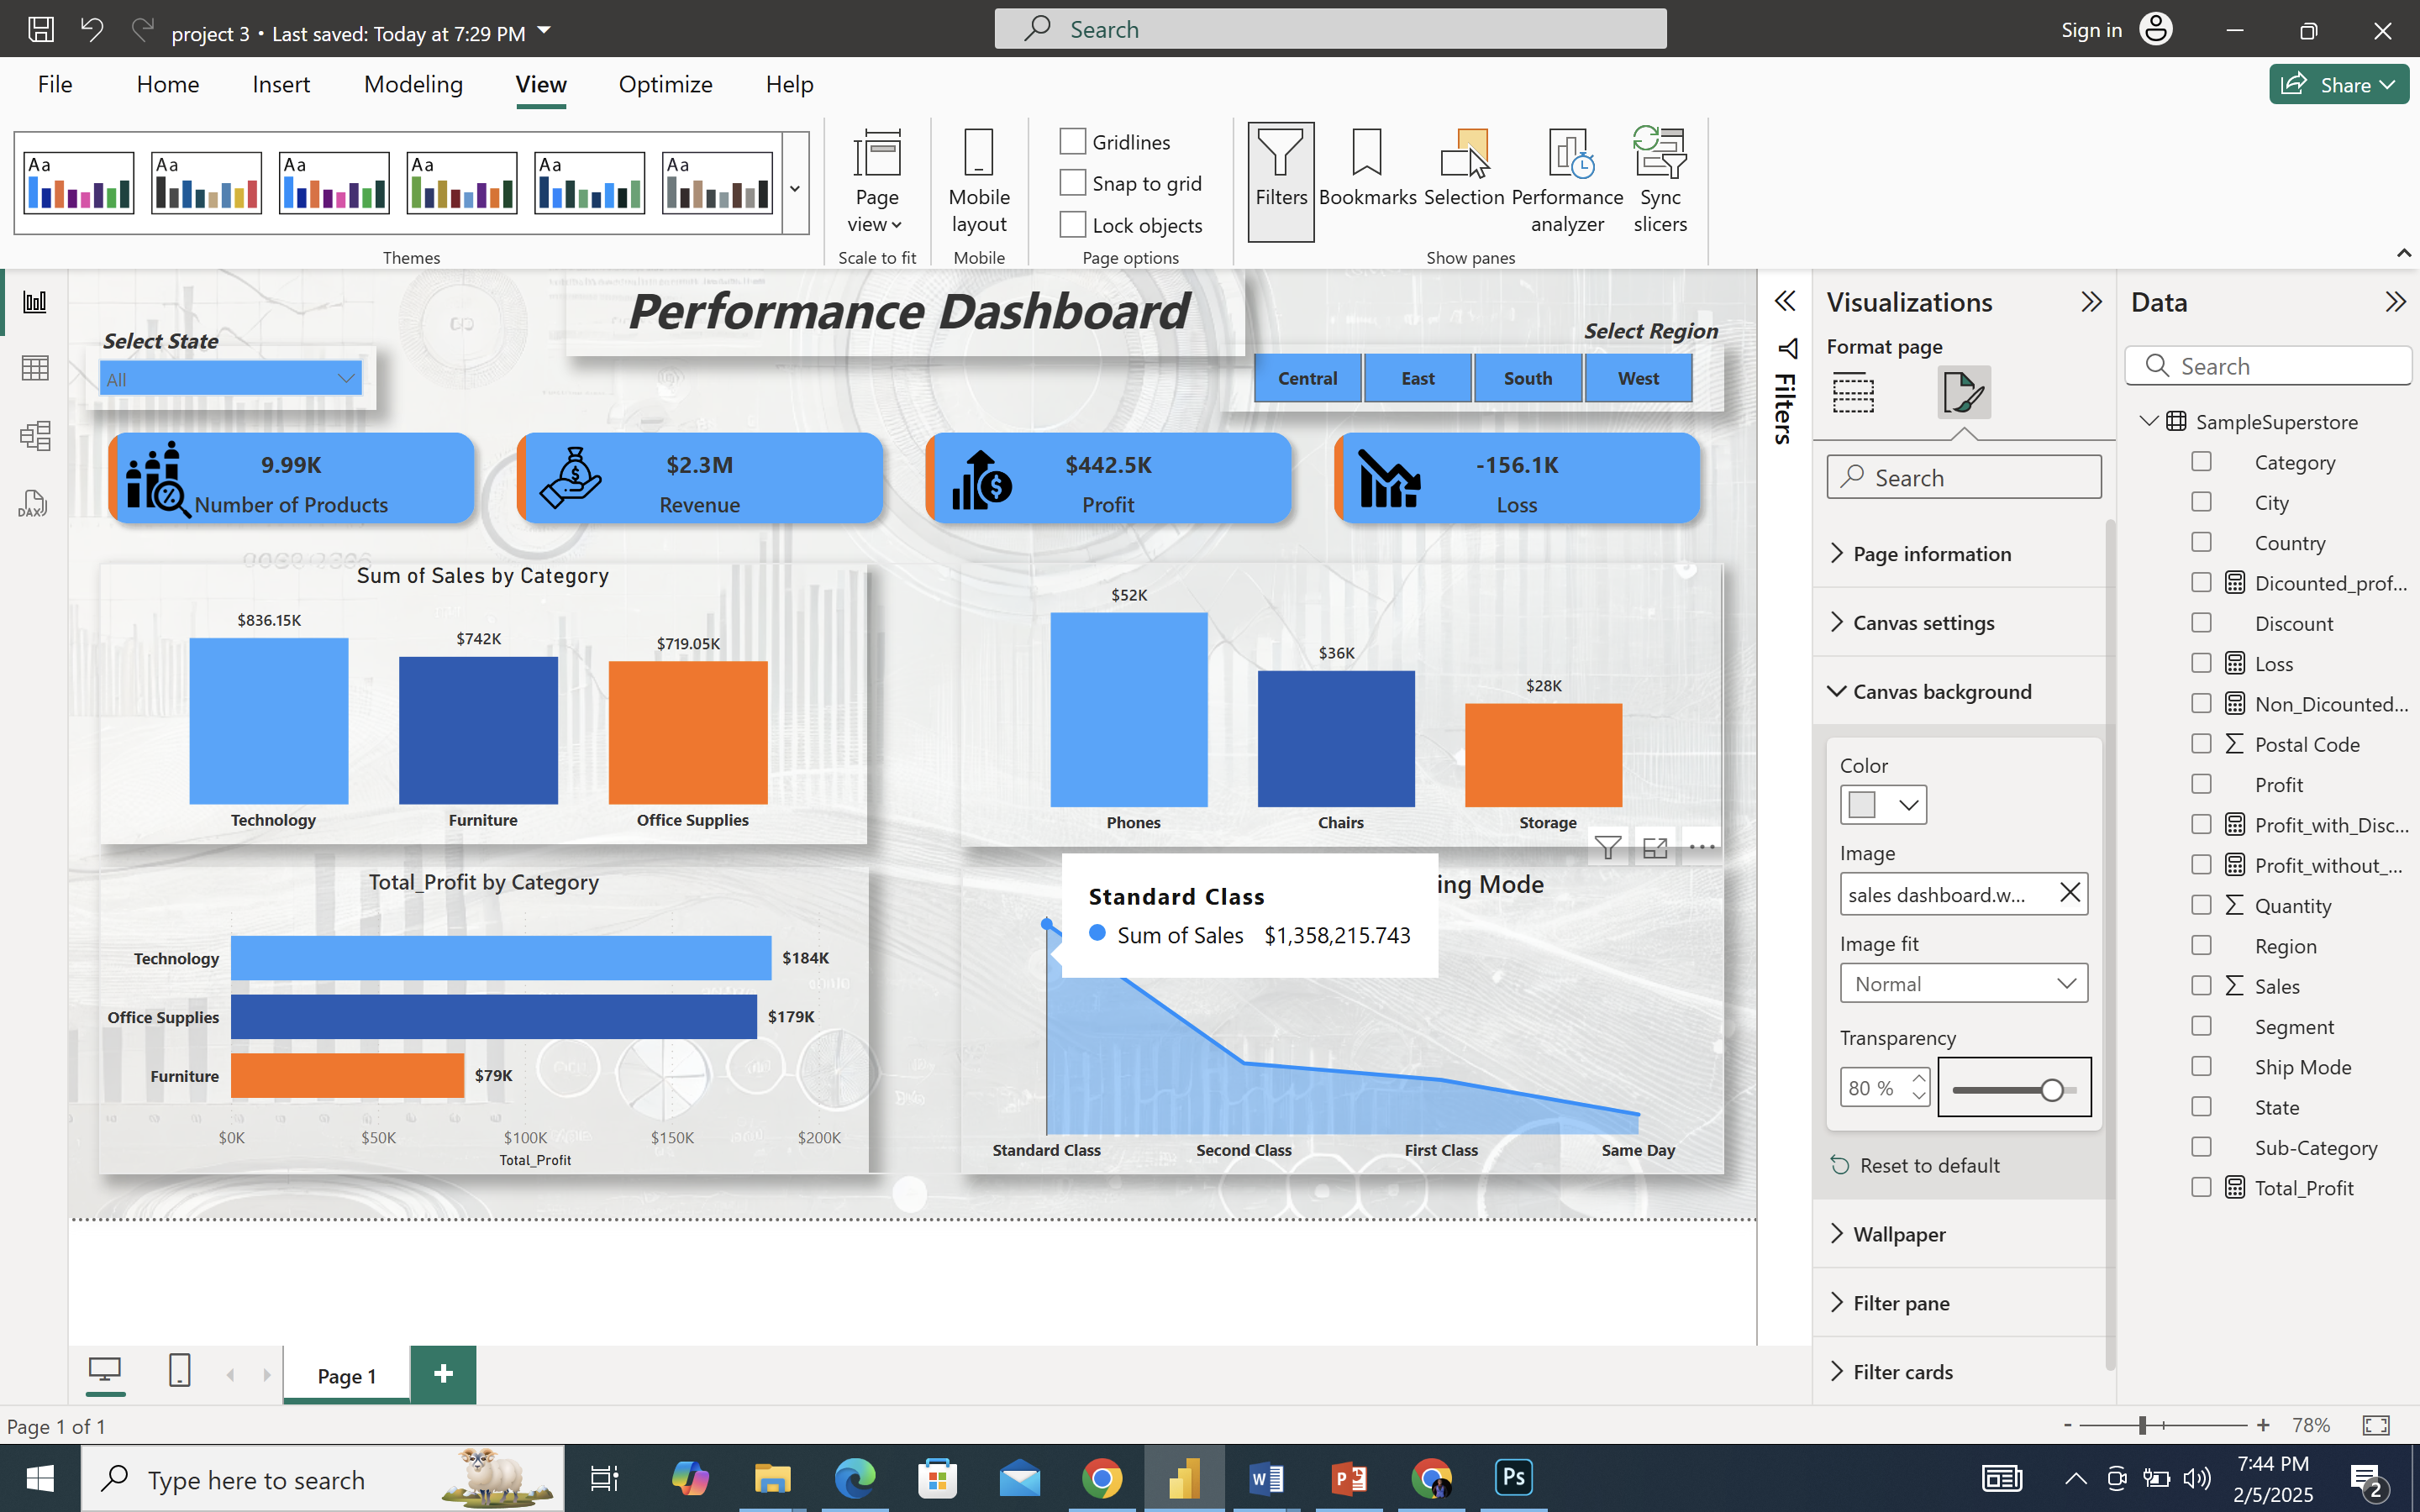 project 3 • Last saved: Today at 7:29 PM
Search
Sign in
File Home Insert Modeling View Optimize Help
Share
Aa Aa Aa Aa Aa Aa
Themes
Page view
Scale to fit
Mobile layout
Mobile
Gridlines
Snap to grid
Lock objects
Page options
Filters
Bookmarks
Selection
Performance analyzer
Sync slicers
Show panes
DAX
Performance Dashboard
Select State
All
Select Region
Central East South West
9.99K
Number of Products
$2.3M
Revenue
$442.5K
Profit
-156.1K
Loss
Sum of Sales by Category
$836.15K
$742K
$719.05K
Technology Furniture Office Supplies
$52K
$36K
$28K
Phones Chairs Storage
Total_Profit by Category
Technology $184K
Office Supplies $179K
Furniture $79K
$0K $50K $100K $150K $200K
Total_Profit
ing Mode
Standard Class
Sum of Sales $1,358,215.743
Standard Class Second Class First Class Same Day
Filters
Visualizations
Format page
Search
Page information
Canvas settings
Canvas background
Color
Image
sales dashboard.w...
Image fit
Normal
Transparency
80 %
Reset to default
Wallpaper
Filter pane
Filter cards
Data
Search
SampleSuperstore
Category
City
Country
Dicounted_prof...
Discount
Loss
Non_Dicounted...
Postal Code
Profit
Profit_with_Disc...
Profit_without_...
Quantity
Region
Sales
Segment
Ship Mode
State
Sub-Category
Total_Profit
Page 1
Page 1 of 1
- + 78%
Type here to search
W
P
Ps
7:44 PM
2/5/2025
2